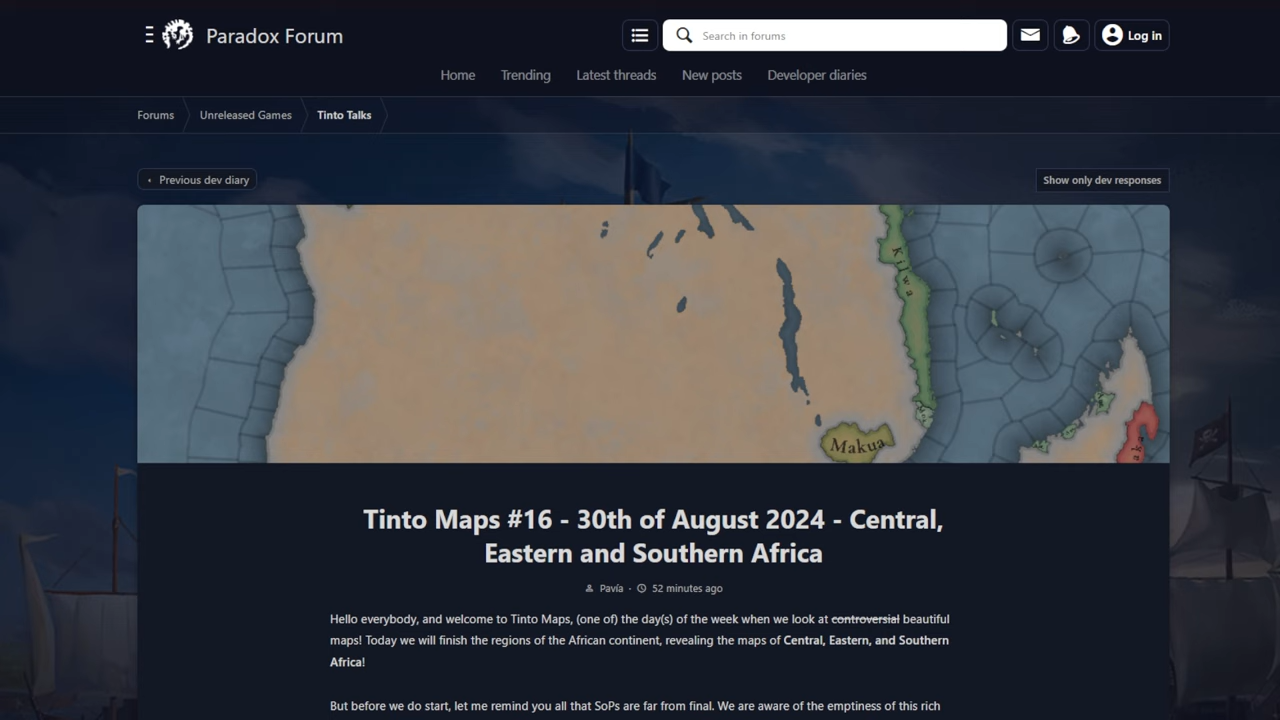 Paradox Forum
Search in forums
Log in
Home
Trending
Latest threads
New posts
Developer diaries
Forums
Unreleased Games
Tinto Talks
Previous dev diary
Show only dev responses
Kilwa
Makua
Tinto Maps #16 - 30th of August 2024 - Central,
Eastern and Southern Africa
Pavía · 52 minutes ago
Hello everybody, and welcome to Tinto Maps, (one of) the day(s) of the week when we look at controversial beautiful
maps! Today we will finish the regions of the African continent, revealing the maps of Central, Eastern, and Southern
Africa!
But before we do start, let me remind you all that SoPs are far from final. We are aware of the emptiness of this rich